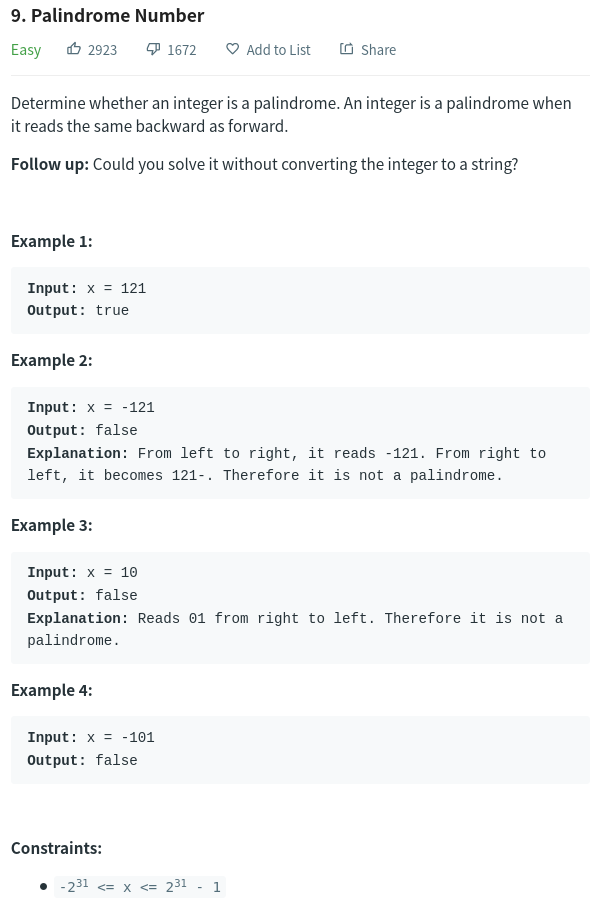 9. Palindrome Number
Easy 2923 1672 Add to List Share
Determine whether an integer is a palindrome. An integer is a palindrome when
it reads the same backward as forward.
Follow up: Could you solve it without converting the integer to a string?
Example 1:
Input: x = 121
Output: true
Example 2:
Input: x = -121
Output: false
Explanation: From left to right, it reads -121. From right to
left, it becomes 121-. Therefore it is not a palindrome.
Example 3:
Input: x = 10
Output: false
Explanation: Reads 01 from right to left. Therefore it is not a
palindrome.
Example 4:
Input: x = -101
Output: false
Constraints:
• -2³¹ <= x <= 2³¹ - 1